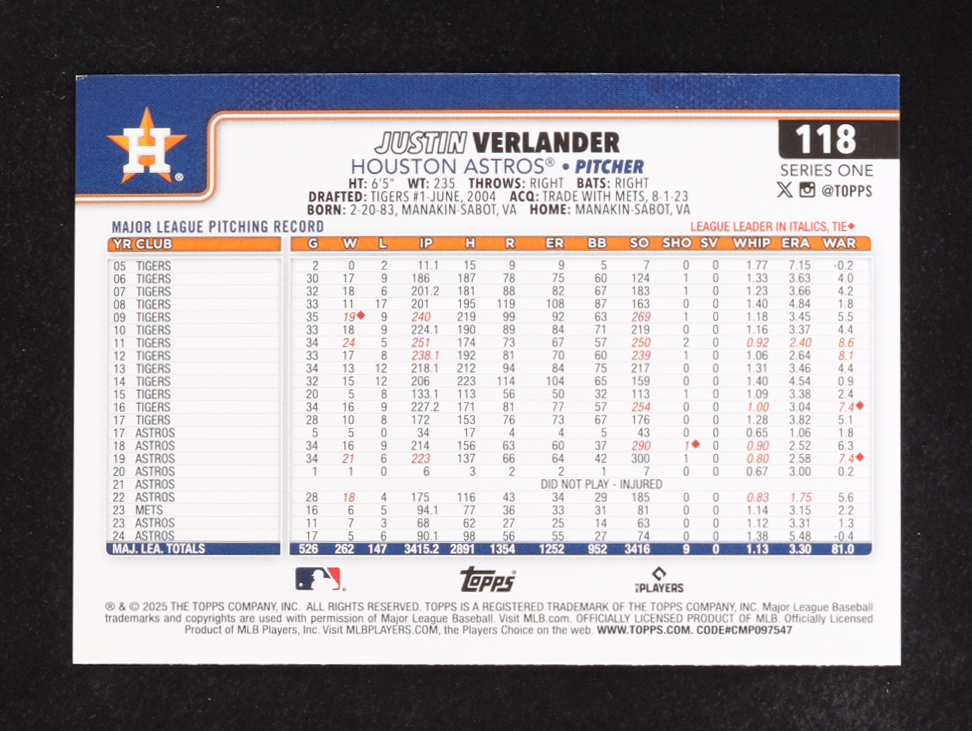 H ®
JUSTIN VERLANDER
118
HOUSTON ASTROS® • PITCHER
SERIES ONE
HT: 6'5" WT: 235 THROWS: RIGHT BATS: RIGHT
@TOPPS
DRAFTED: TIGERS #1-JUNE, 2004 ACQ: TRADE WITH METS, 8-1-23
BORN: 2-20-83, MANAKIN-SABOT, VA HOME: MANAKIN-SABOT, VA
MAJOR LEAGUE PITCHING RECORD LEAGUE LEADER IN ITALICS, TIE♦
YR CLUB G W L IP H R ER BB SO SHO SV WHIP ERA WAR
05 TIGERS 2 0 2 11.1 15 9 9 5 7 0 0 1.77 7.15 -0.2
06 TIGERS 30 17 9 186 187 78 75 60 124 1 0 1.33 3.63 4.0
07 TIGERS 32 18 6 201.2 181 88 82 67 183 1 0 1.23 3.66 4.2
08 TIGERS 33 11 17 201 195 119 108 87 163 0 0 1.40 4.84 1.8
09 TIGERS 35 19♦ 9 240 219 99 92 63 269 1 0 1.18 3.45 5.5
10 TIGERS 33 18 9 224.1 190 89 84 71 219 0 0 1.16 3.37 4.4
11 TIGERS 34 24 5 251 174 73 67 57 250 2 0 0.92 2.40 8.6
12 TIGERS 33 17 8 238.1 192 81 70 60 239 1 0 1.06 2.64 8.1
13 TIGERS 34 13 12 218.1 212 94 84 75 217 0 0 1.31 3.46 4.4
14 TIGERS 32 15 12 206 223 114 104 65 159 0 0 1.40 4.54 0.9
15 TIGERS 20 5 8 133.1 113 56 50 32 113 1 0 1.09 3.38 2.4
16 TIGERS 34 16 9 227.2 171 81 77 57 254 0 0 1.00 3.04 7.4♦
17 TIGERS 28 10 8 172 153 76 73 67 176 0 0 1.28 3.82 5.1
17 ASTROS 5 5 0 34 17 4 4 5 43 0 0 0.65 1.06 1.8
18 ASTROS 34 16 9 214 156 63 60 37 290 1♦ 0 0.90 2.52 6.3
19 ASTROS 34 21 6 223 137 66 64 42 300 1 0 0.80 2.58 7.4♦
20 ASTROS 1 1 0 6 3 2 2 1 7 0 0 0.67 3.00 0.2
21 ASTROS DID NOT PLAY - INJURED
22 ASTROS 28 18 4 175 116 43 34 29 185 0 0 0.83 1.75 5.6
23 METS 16 6 5 94.1 77 36 33 31 81 0 0 1.14 3.15 2.2
23 ASTROS 11 7 3 68 62 27 25 14 63 0 0 1.12 3.31 1.3
24 ASTROS 17 5 6 90.1 98 56 55 27 74 0 0 1.38 5.48 -0.4
MAJ. LEA. TOTALS 526 262 147 3415.2 2891 1354 1252 952 3416 9 0 1.13 3.30 81.0
topps® PLAYERS
® & © 2025 THE TOPPS COMPANY, INC. ALL RIGHTS RESERVED. TOPPS IS A REGISTERED TRADEMARK OF THE TOPPS COMPANY, INC. Major League Baseball
trademarks and copyrights are used with permission of Major League Baseball. Visit MLB.com. OFFICIALLY LICENSED PRODUCT OF MLB. Officially Licensed
Product of MLB Players, Inc. Visit MLBPLAYERS.COM, the Players Choice on the web. WWW.TOPPS.COM. CODE#CMP097547